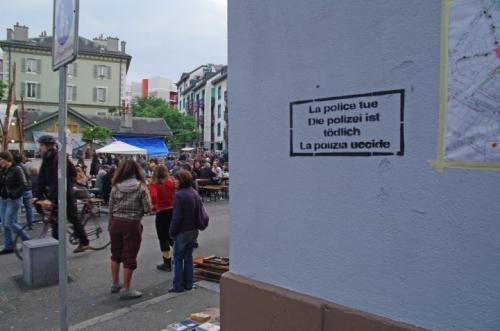 La police tue
Die polizei ist
tödlich
La polizia uccide